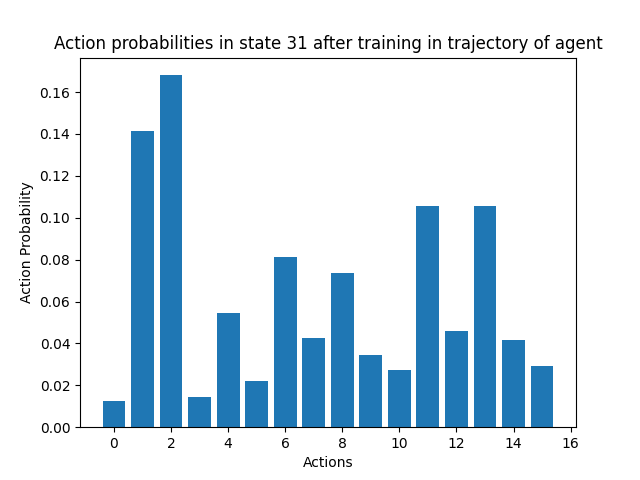 Action probabilities in state 31 after training in trajectory of agent
0.16
0.14
0.12
0.10
0.08
0.06
0.04
0.02
0.00
Action Probability
0 2 4 6 8 10 12 14 16
Actions